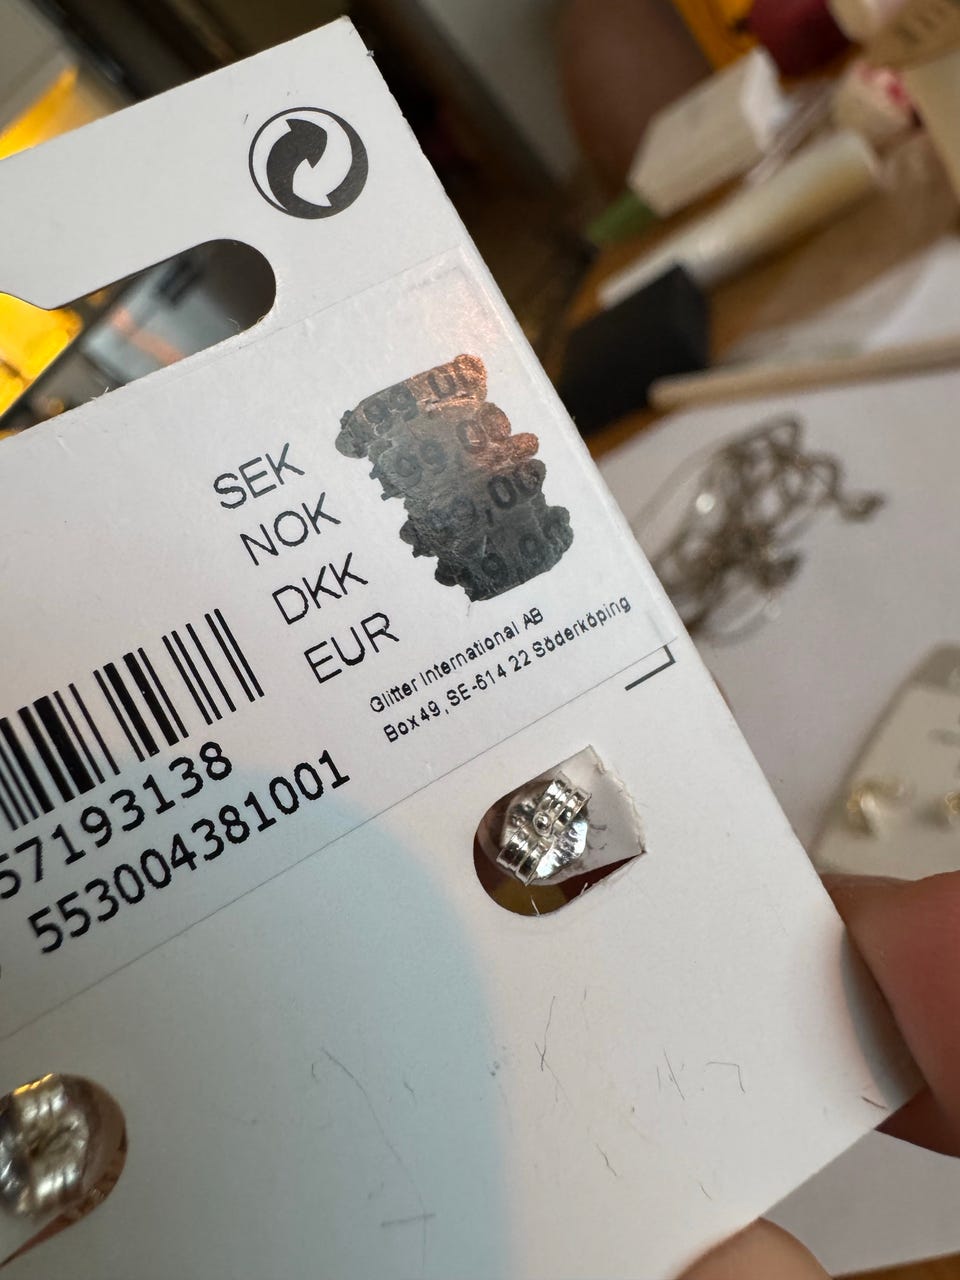 SEK
NOK
DKK
EUR
Glitter International AB
Box 49, SE-614 22 Söderköping
57193138
553004381001